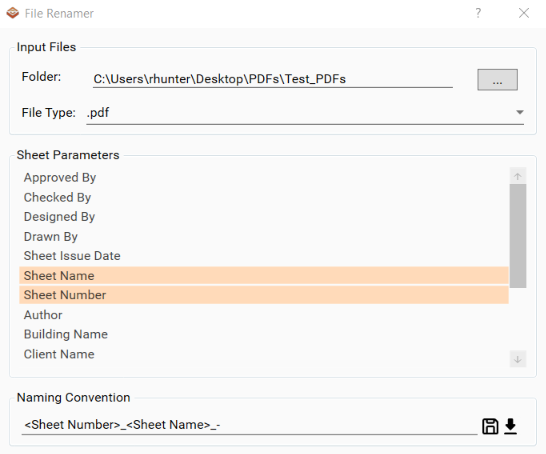 File Renamer ?
Input Files
Folder: C:\Users\rhunter\Desktop\PDFs\Test_PDFs ...
File Type: .pdf
Sheet Parameters
Approved By
Checked By
Designed By
Drawn By
Sheet Issue Date
Sheet Name
Sheet Number
Author
Building Name
Client Name
Naming Convention
<Sheet Number>_<Sheet Name>_-